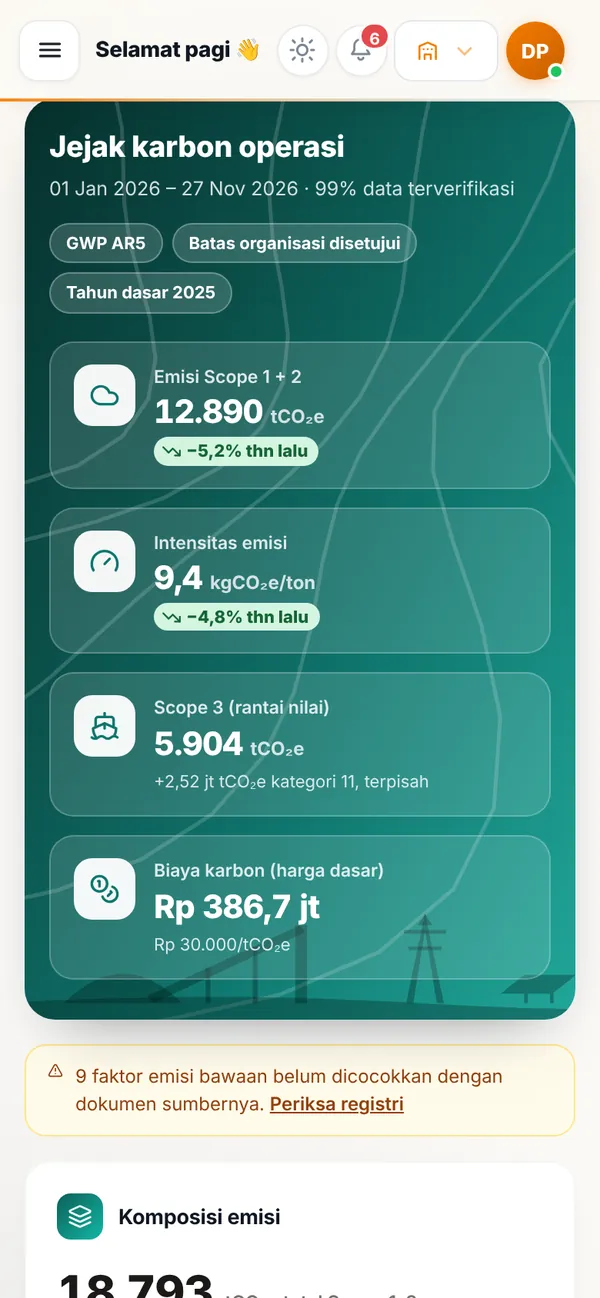 Selamat pagi 👋
6
DP
Jejak karbon operasi
01 Jan 2026 – 27 Nov 2026 · 99% data terverifikasi
GWP AR5
Batas organisasi disetujui
Tahun dasar 2025
Emisi Scope 1 + 2
12.890 tCO₂e
−5,2% thn lalu
Intensitas emisi
9,4 kgCO₂e/ton
−4,8% thn lalu
Scope 3 (rantai nilai)
5.904 tCO₂e
+2,52 jt tCO₂e kategori 11, terpisah
Biaya karbon (harga dasar)
Rp 386,7 jt
Rp 30.000/tCO₂e
9 faktor emisi bawaan belum dicocokkan dengan
dokumen sumbernya. Periksa registri
Komposisi emisi
18.793